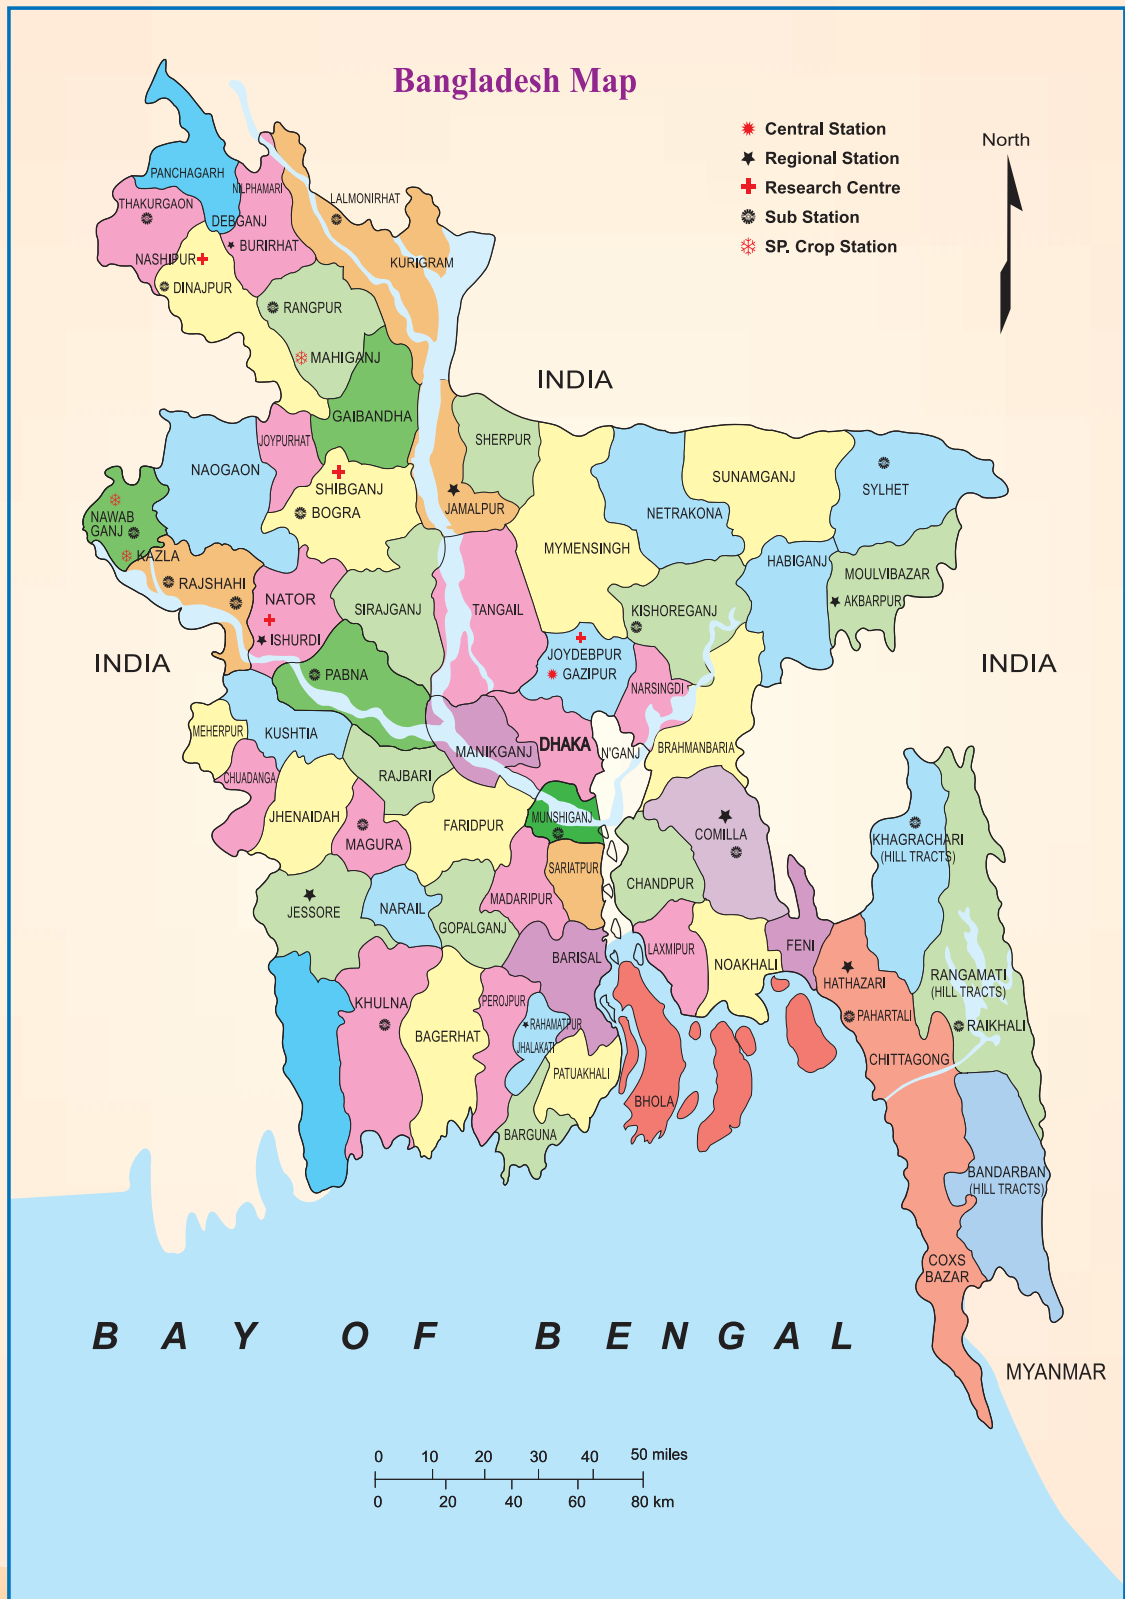 Bangladesh Map
Central Station
Regional Station
Research Centre
Sub Station
SP. Crop Station
North
PANCHAGARH
NILPHAMARI
THAKURGAON
LALMONIRHAT
DEBGANJ
BURIRHAT
NASHIPUR
KURIGRAM
DINAJPUR
RANGPUR
MAHIGANJ
INDIA
GAIBANDHA
JOYPURHAT
SHERPUR
NAOGAON
SUNAMGANJ
SHIBGANJ
SYLHET
JAMALPUR
BOGRA
NETRAKONA
NAWAB
GANJ
MYMENSINGH
KAZLA
HABIGANJ
MOULVIBAZAR
RAJSHAHI
NATOR
SIRAJGANJ
TANGAIL
KISHOREGANJ
AKBARPUR
ISHURDI
JOYDEBPUR
INDIA
INDIA
PABNA
GAZIPUR
NARSINGDI
MEHERPUR
KUSHTIA
MANIKGANJ
DHAKA
N'GANJ
BRAHMANBARIA
CHUADANGA
RAJBARI
JHENAIDAH
FARIDPUR
MUNSHIGANJ
MAGURA
COMILLA
KHAGRACHARI
(HILL TRACTS)
SARIATPUR
CHANDPUR
MADARIPUR
JESSORE
NARAIL
GOPALGANJ
LAXMIPUR
FENI
BARISAL
NOAKHALI
RANGAMATI
(HILL TRACTS)
HATHAZARI
KHULNA
PEROJPUR
PAHARTALI
RAHAMATPUR
RAIKHALI
BAGERHAT
JHALAKATI
CHITTAGONG
PATUAKHALI
BHOLA
BARGUNA
BANDARBAN
(HILL TRACTS)
COXS
BAZAR
BAY OF BENGAL
MYANMAR
0 10 20 30 40 50 miles
0 20 40 60 80 km